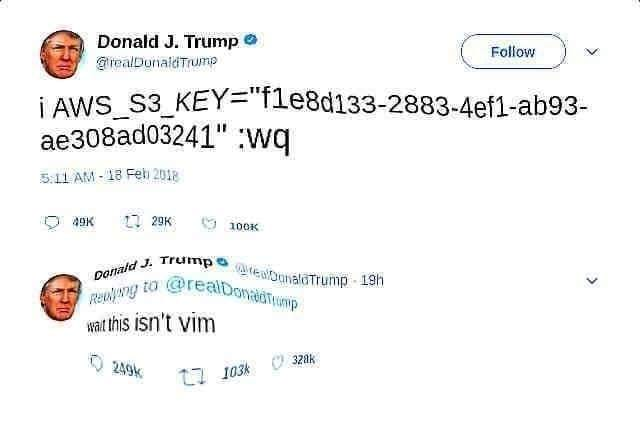 Donald J. Trump
Follow
@realDonaldTrump
i AWS_S3_KEY="f1e8d133-2883-4ef1-ab93-
ae308ad03241" :wq
5:11 AM - 18 Feb 2018
49K 29K 100K
Donald J. Trump @realDonaldTrump · 19h
Replying to @realDonaldTrump
wait this isn't vim
249k 103k 328k